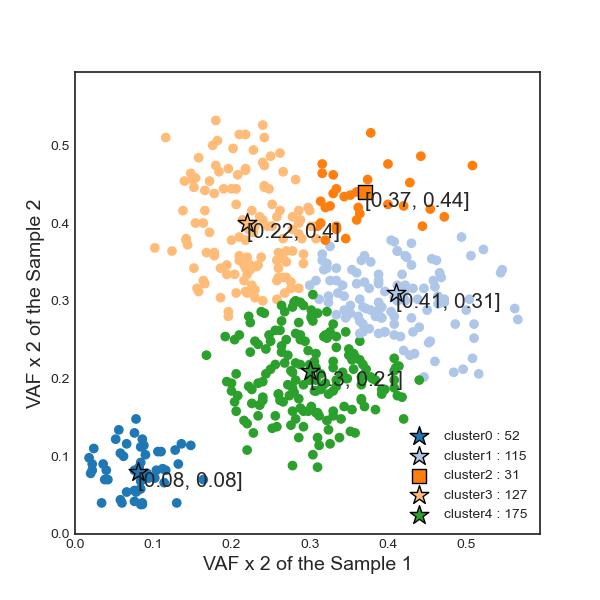 0.5
0.4
0.3
0.2
0.1
0.0
VAF x 2 of the Sample 2
[0.37, 0.44]
[0.22, 0.4]
[0.41, 0.31]
[0.3, 0.21]
[0.08, 0.08]
cluster0 : 52
cluster1 : 115
cluster2 : 31
cluster3 : 127
cluster4 : 175
0.0 0.1 0.2 0.3 0.4 0.5
VAF x 2 of the Sample 1